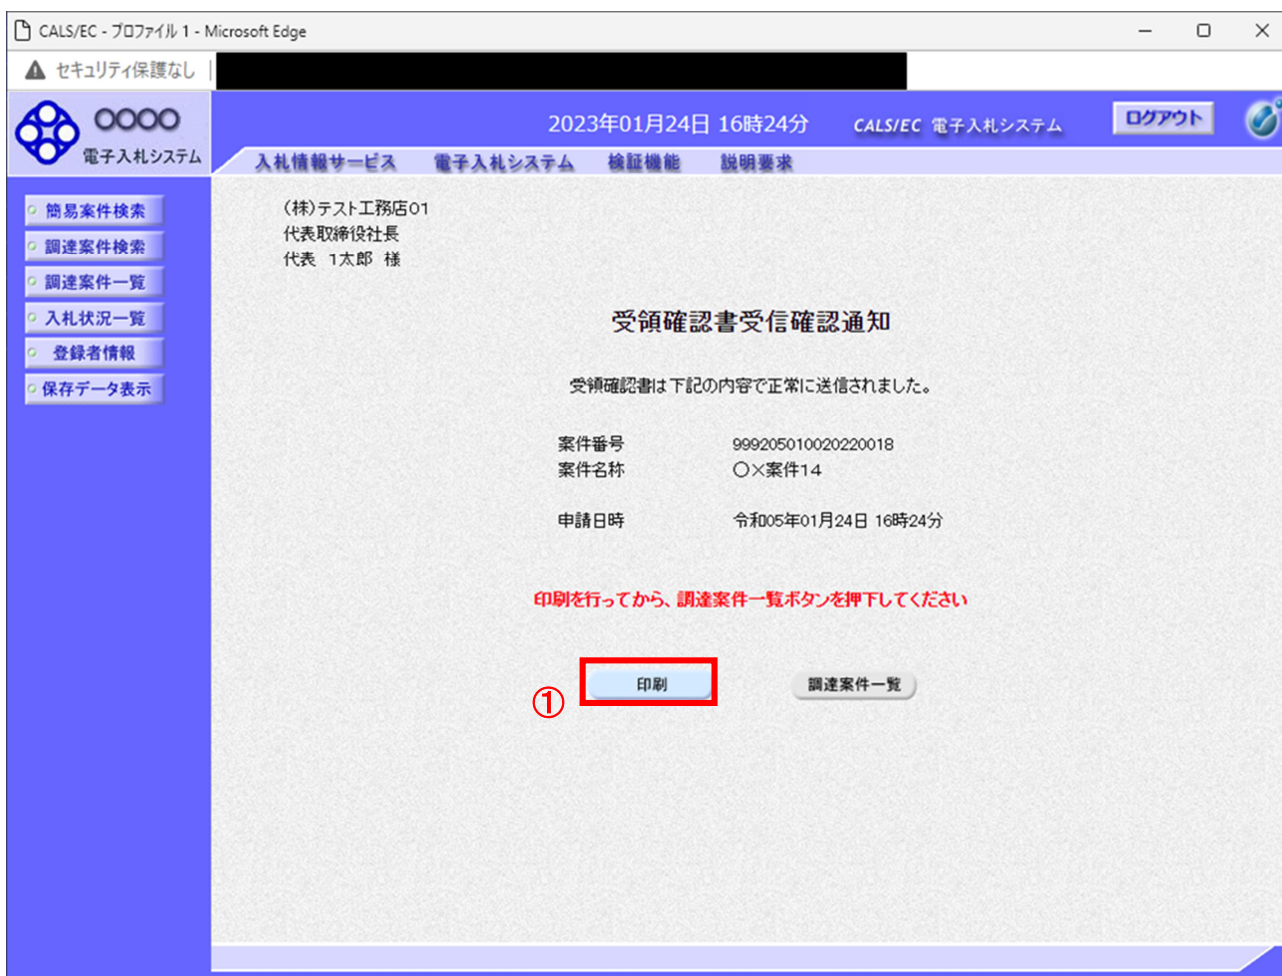 CALS/EC - プロファイル 1 - Microsoft Edge
セキュリティ保護なし
〇〇〇〇
電子入札システム
2023年01月24日 16時24分
CALS/EC 電子入札システム
ログアウト
入札情報サービス 電子入札システム 検証機能 説明要求
簡易案件検索
調達案件検索
調達案件一覧
入札状況一覧
登録者情報
保存データ表示
(株)テスト工務店01
代表取締役社長
代表 1太郎 様
受領確認書受信確認通知
受領確認書は下記の内容で正常に送信されました。
案件番号 999205010020220018
案件名称 〇×案件14
申請日時 令和05年01月24日 16時24分
印刷を行ってから、調達案件一覧ボタンを押下してください
① 印刷 調達案件一覧